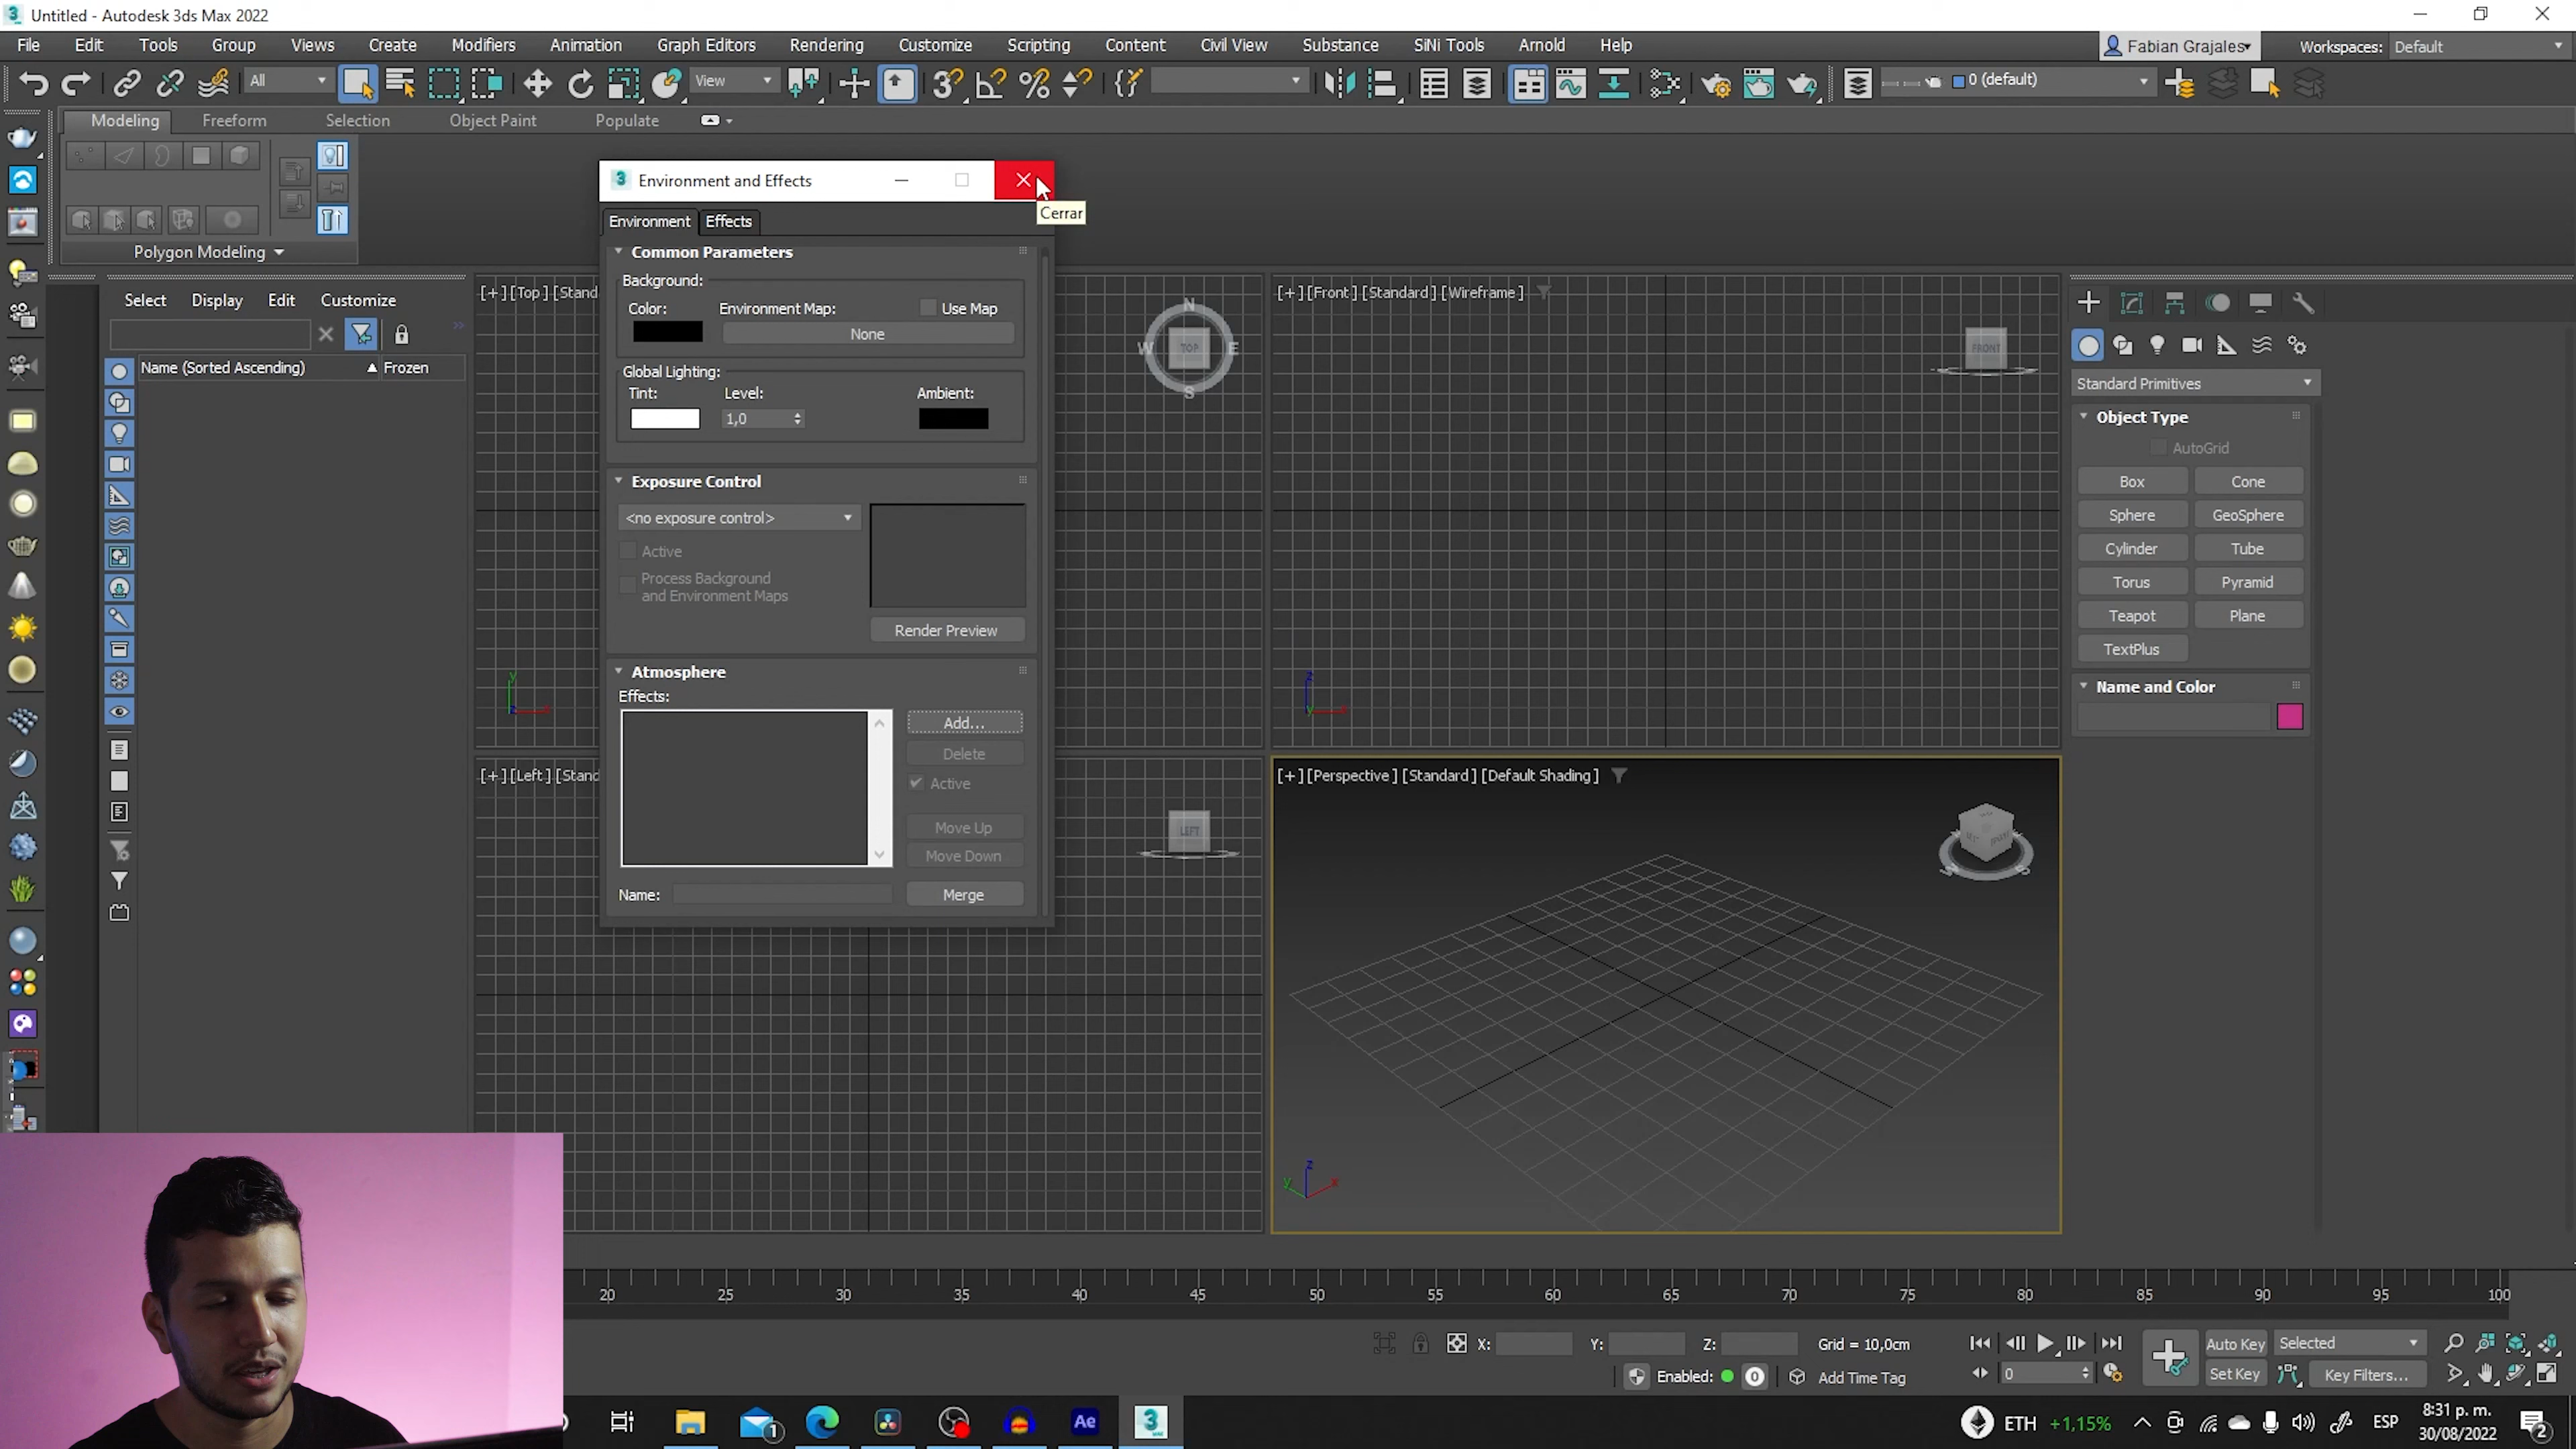 Untitled - Autodesk 3ds Max 2022
File Edit Tools Group Views Create Modifiers Animation Graph Editors Rendering Customize Scripting Content Civil View Substance SiNi Tools Arnold Help
Fabian Grajales Workspaces: Default
All View 0 (default)
Modeling Freeform Selection Object Paint Populate
Polygon Modeling
Environment and Effects
Cerrar
Environment Effects
Common Parameters
Background:
Color: Environment Map: Use Map
None
Global Lighting:
Tint: Level: Ambient:
1,0
Exposure Control
<no exposure control>
Active
Process Background
and Environment Maps
Render Preview
Atmosphere
Effects:
Add...
Delete
Active
Move Up
Move Down
Name: Merge
Select Display Edit Customize
Name (Sorted Ascending) Frozen
[+] [Top] [Stand
N
W TOP E
S
[+] [Front] [Standard] [Wireframe]
FRONT
[+] [Left] [Stand
LEFT
[+] [Perspective] [Standard] [Default Shading]
y
z
y
z
y x
Standard Primitives
Object Type
AutoGrid
Box Cone
Sphere GeoSphere
Cylinder Tube
Torus Pyramid
Teapot Plane
TextPlus
Name and Color
20 25 30 35 40 45 50 55 60 65 70 75 80 85 90 95 100
X: Y: Z: Grid = 10,0cm
Auto Key Selected
Enabled: 0 Add Time Tag
0
Set Key Key Filters...
1 Ae 3
ETH +1,15% ESP
8:31 p. m.
30/08/2022
2